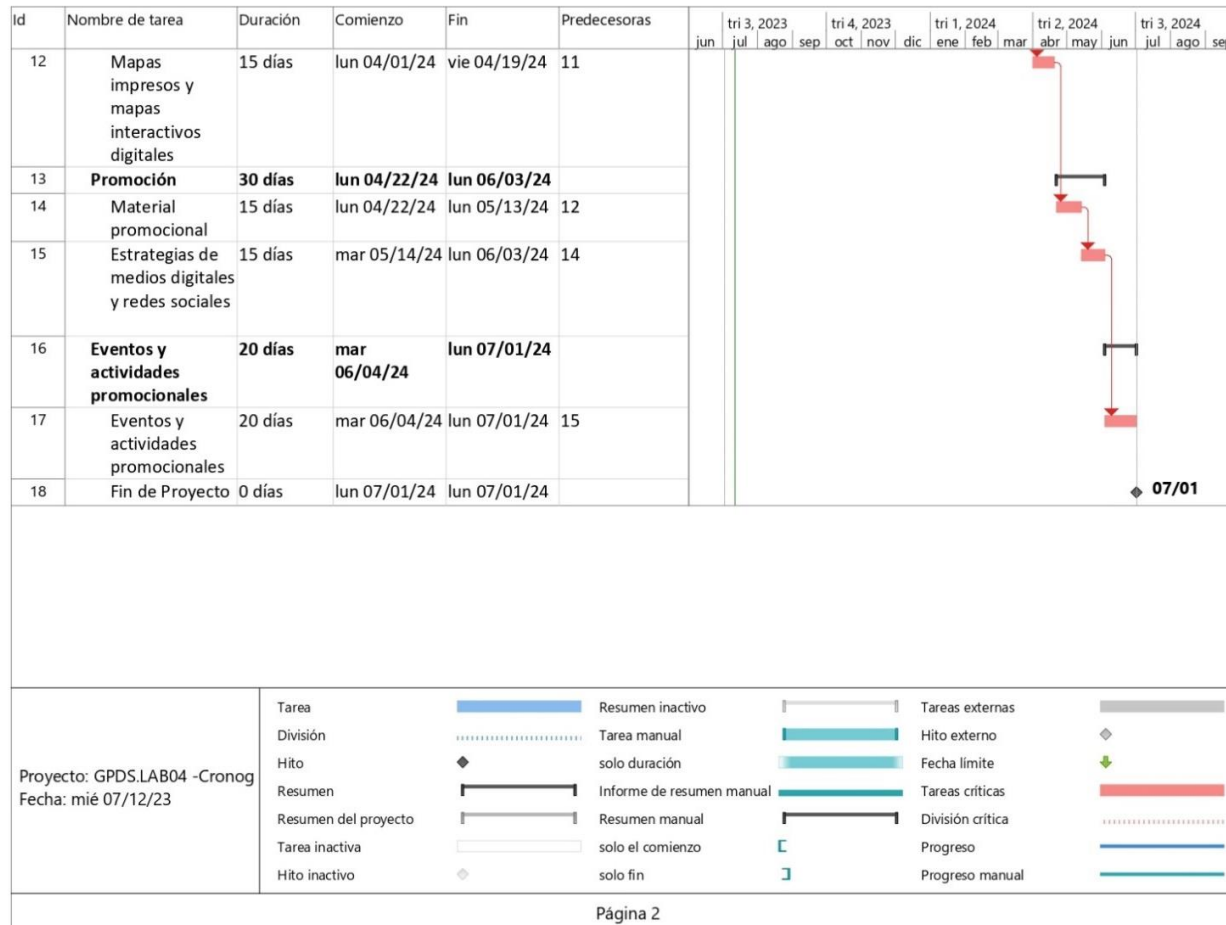 Id Nombre de tarea Duración Comienzo Fin Predecesoras
tri 3, 2023 tri 4, 2023 tri 1, 2024 tri 2, 2024 tri 3, 2024
jun jul ago sep oct nov dic ene feb mar abr may jun jul ago sep
12 Mapas 15 días lun 04/01/24 vie 04/19/24 11
impresos y
mapas
interactivos
digitales
13 Promoción 30 días lun 04/22/24 lun 06/03/24
14 Material 15 días lun 04/22/24 lun 05/13/24 12
promocional
15 Estrategias de 15 días mar 05/14/24 lun 06/03/24 14
medios digitales
y redes sociales
16 Eventos y 20 días mar lun 07/01/24
actividades 06/04/24
promocionales
17 Eventos y 20 días mar 06/04/24 lun 07/01/24 15
actividades
promocionales
18 Fin de Proyecto 0 días lun 07/01/24 lun 07/01/24
07/01
Proyecto: GPDS.LAB04 -Cronog
Fecha: mié 07/12/23
Tarea Resumen inactivo Tareas externas
División Tarea manual Hito externo
Hito solo duración Fecha límite
Resumen Informe de resumen manual Tareas críticas
Resumen del proyecto Resumen manual División crítica
Tarea inactiva solo el comienzo Progreso
Hito inactivo solo fin Progreso manual
Página 2